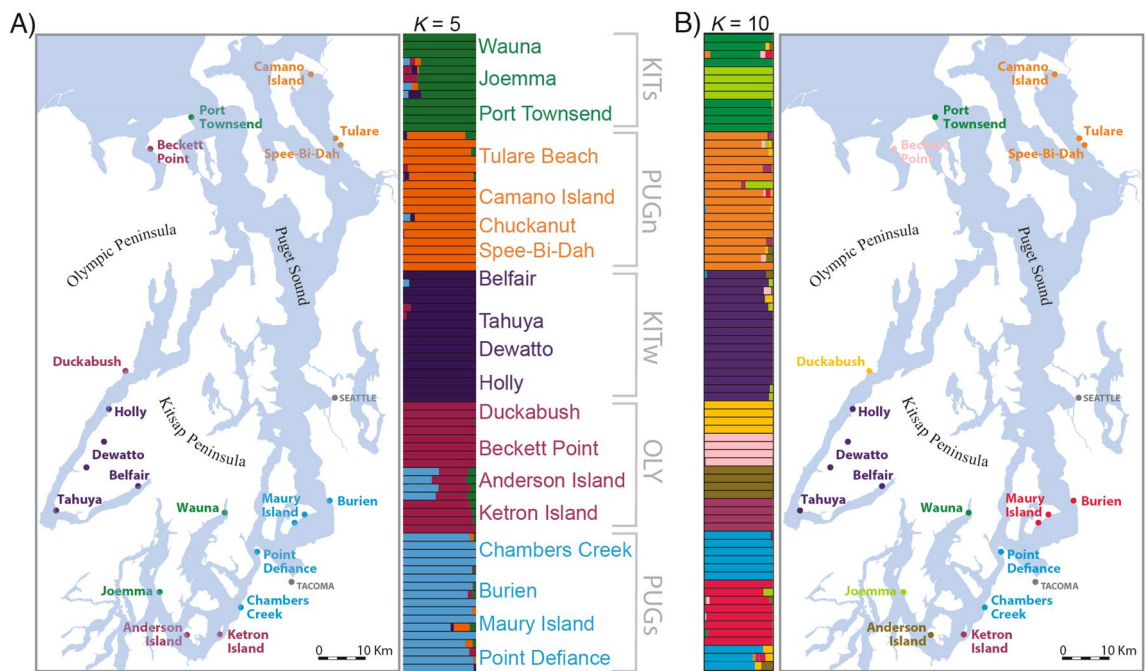 A)
K = 5
B)
K = 10
Camano
Island
Port
Townsend
Beckett
Point
Tulare
Spee-Bi-Dah
Olympic Peninsula
Puget Sound
Duckabush
Holly
Kitsap Peninsula
SEATTLE
Dewatto
Belfair
Tahuya
Wauna
Maury
Island
Burien
Point
Defiance
TACOMA
Joemma
Chambers
Creek
Anderson
Island
Ketron
Island
0 10 Km
Wauna
Joemma
Port Townsend
KITs
Tulare Beach
Camano Island
Chuckanut
Spee-Bi-Dah
PUGn
Belfair
Tahuya
Dewatto
Holly
KITw
Duckabush
Beckett Point
Anderson Island
Ketron Island
OLY
Chambers Creek
Burien
Maury Island
Point Defiance
PUGs
Camano
Island
Port
Townsend
Beckett
Point
Tulare
Spee-Bi-Dah
Olympic Peninsula
Puget Sound
Duckabush
Holly
Kitsap Peninsula
SEATTLE
Dewatto
Belfair
Tahuya
Wauna
Maury
Island
Burien
Point
Defiance
TACOMA
Joemma
Chambers
Creek
Anderson
Island
Ketron
Island
0 10 Km